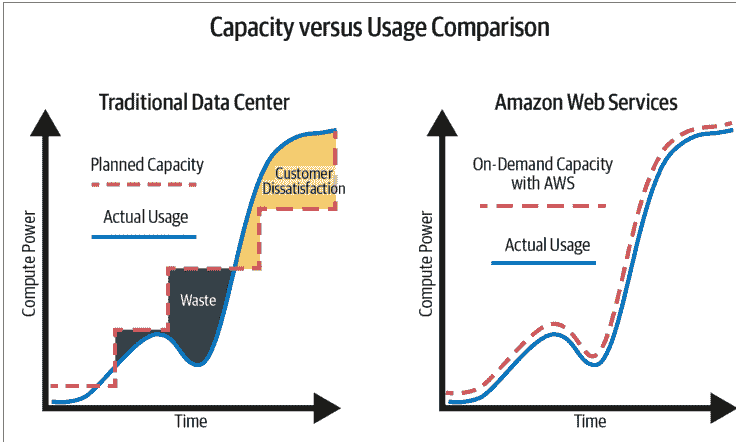 Capacity versus Usage Comparison
Traditional Data Center
Planned Capacity
Actual Usage
Customer
Dissatisfaction
Waste
Compute Power
Time
Amazon Web Services
On-Demand Capacity
with AWS
Actual Usage
Compute Power
Time